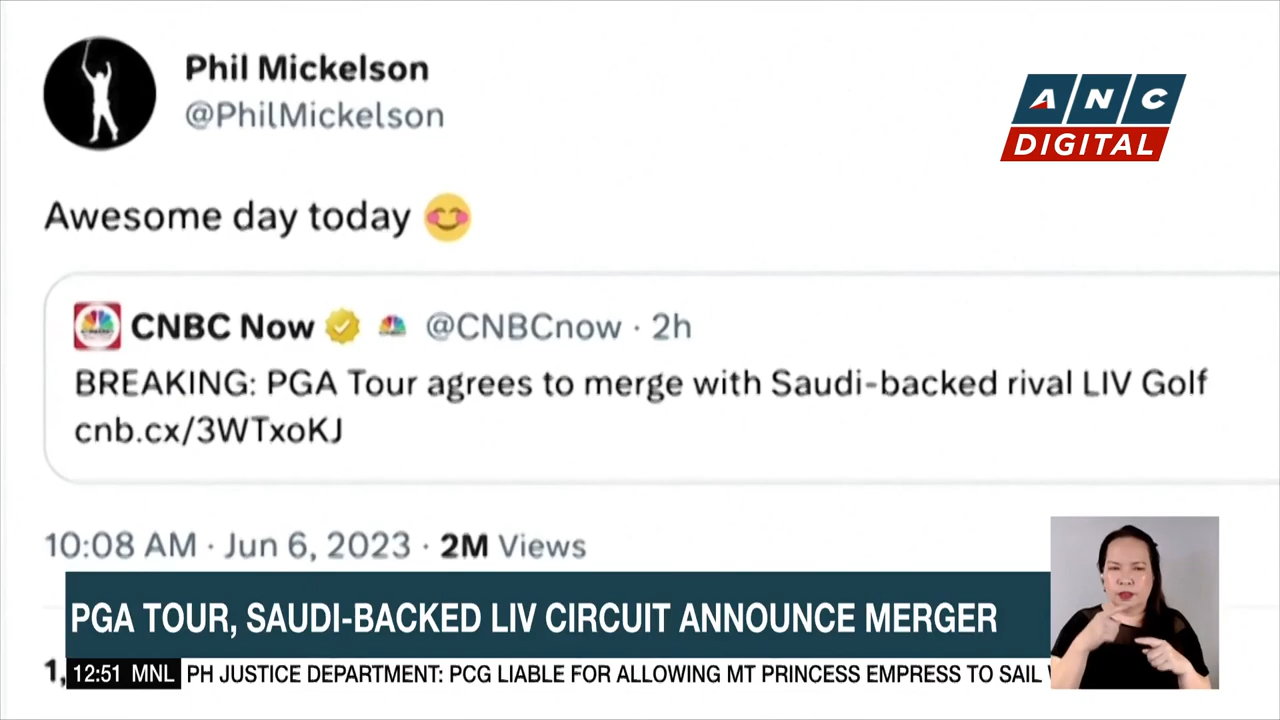 Phil Mickelson
@PhilMickelson
ANC
DIGITAL
Awesome day today 😊
CNBC Now @CNBCnow · 2h
BREAKING: PGA Tour agrees to merge with Saudi-backed rival LIV Golf
cnb.cx/3WTxoKJ
10:08 AM · Jun 6, 2023 · 2M Views
PGA TOUR, SAUDI-BACKED LIV CIRCUIT ANNOUNCE MERGER
1,
12:51 MNL PH JUSTICE DEPARTMENT: PCG LIABLE FOR ALLOWING MT PRINCESS EMPRESS TO SAIL